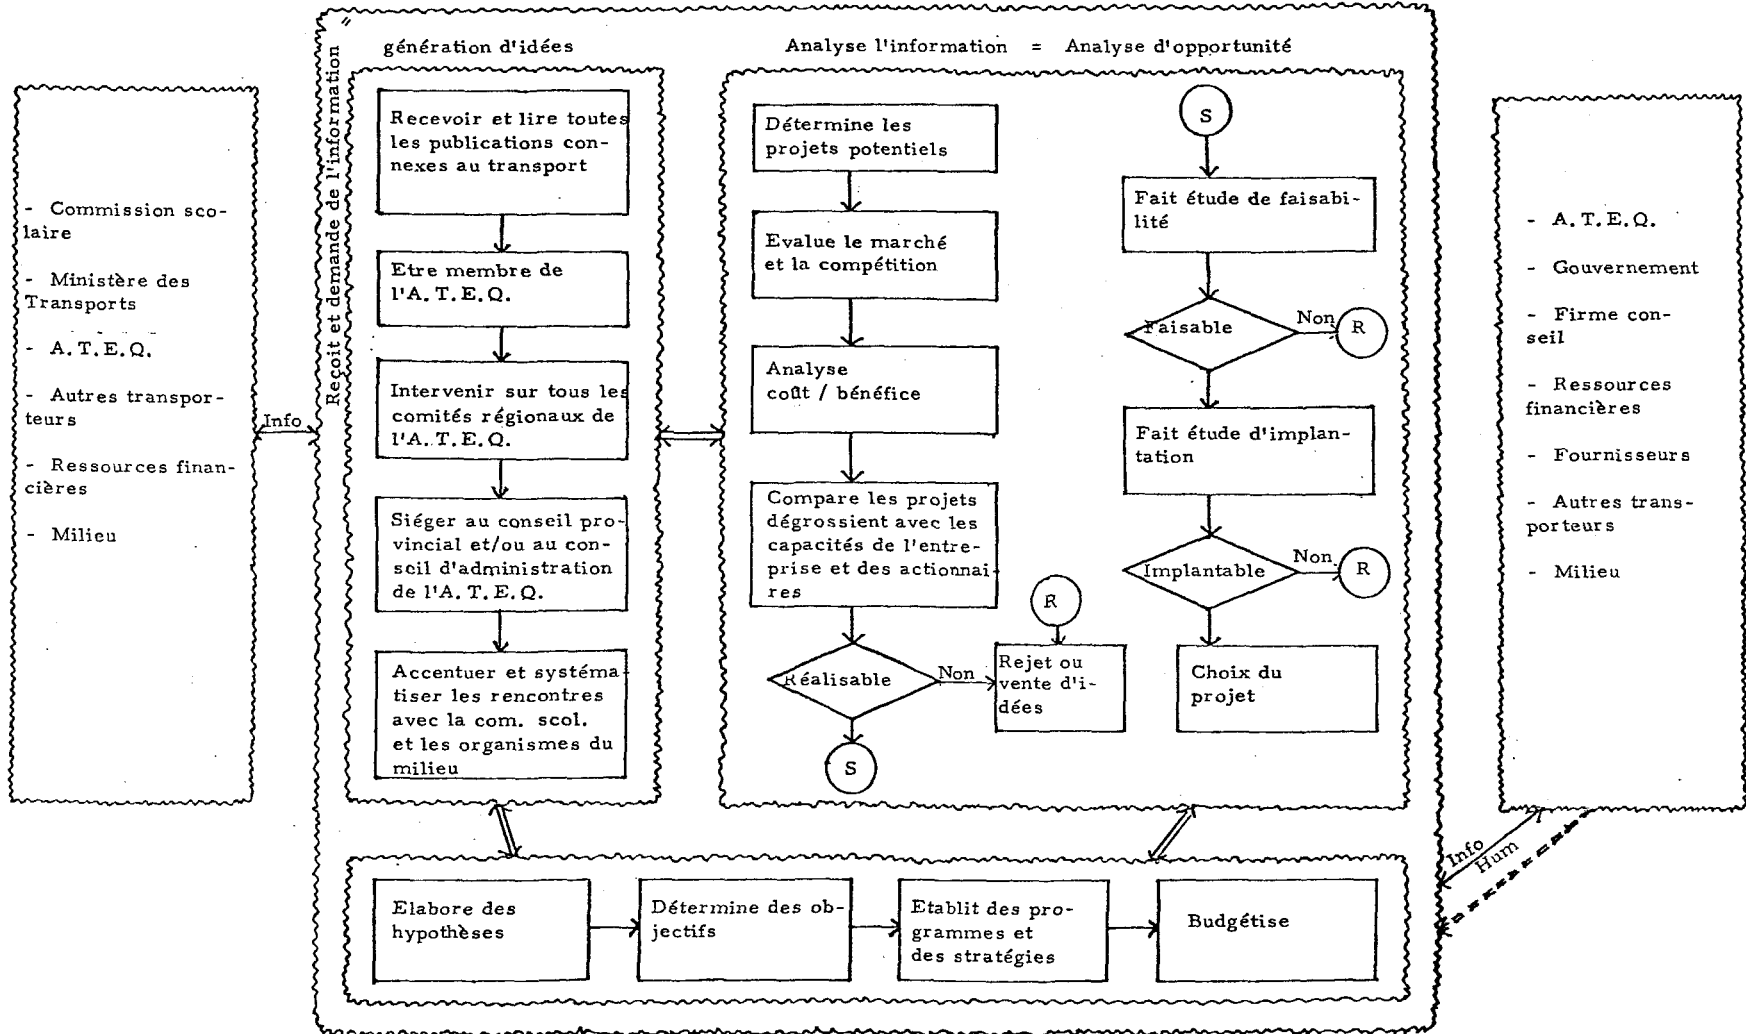 - Commission sco-
laire
- Ministère des
Transports
- A.T.E.Q.
- Autres transpor-
teurs
- Ressources finan-
cières
- Milieu
Info
"
Reçoit et demande de l'information
génération d'idées
Recevoir et lire toutes
les publications con-
nexes au transport
Etre membre de
l'A.T.E.Q.
Intervenir sur tous les
comités régionaux de
l'A.T.E.Q.
Siéger au conseil pro-
vincial et/ou au con-
seil d'administration
de l'A.T.E.Q.
Accentuer et systéma-
tiser les rencontres
avec la com. scol.
et les organismes du
milieu
Analyse l'information = Analyse d'opportunité
Détermine les
projets potentiels
Evalue le marché
et la compétition
Analyse
coût / bénéfice
Compare les projets
dégrossient avec les
capacités de l'entre-
prise et des actionnai-
res
Réalisable
Non
S
R
Rejet ou
vente d'i-
dées
S
Fait étude de faisabi-
lité
Faisable
Non
R
Fait étude d'implan-
tation
Implantable
Non
R
Choix du
projet
Elabore des
hypothèses
Détermine des ob-
jectifs
Etablit des pro-
grammes et
des stratégies
Budgétise
Info
Hum
- A.T.E.Q.
- Gouvernement
- Firme con-
seil
- Ressources
financières
- Fournisseurs
- Autres trans-
porteurs
- Milieu